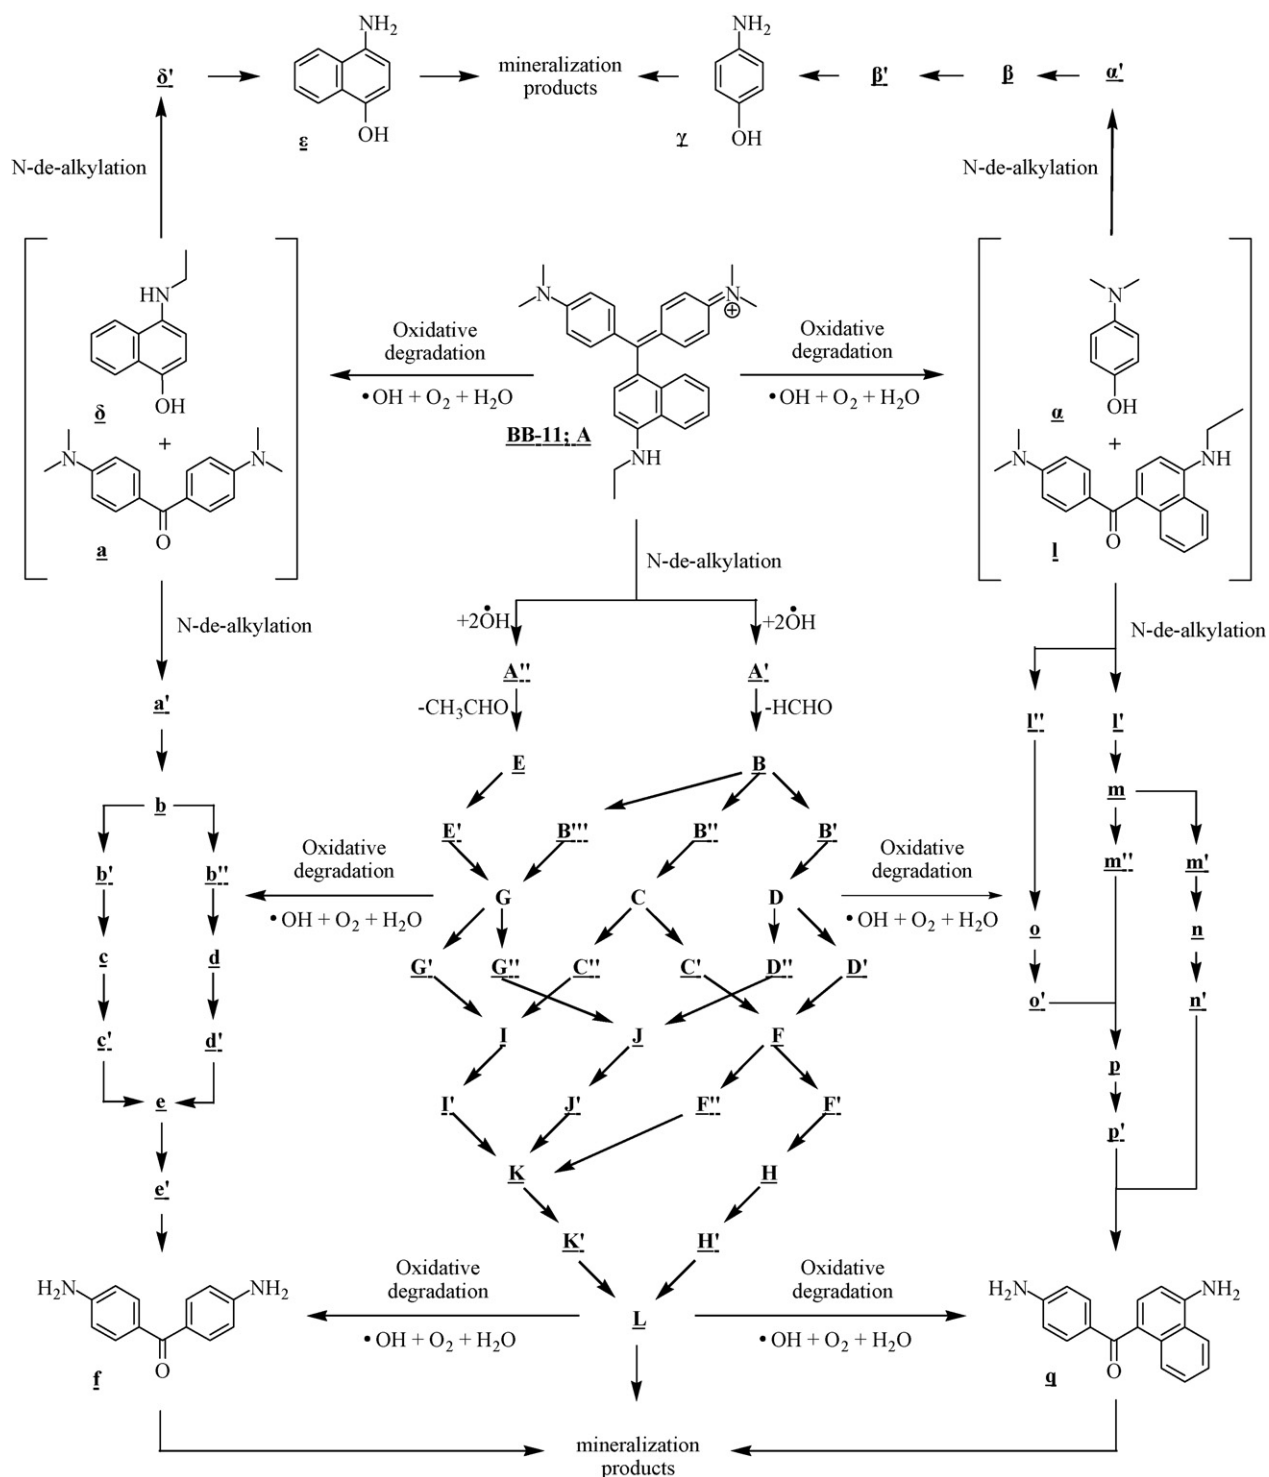 NH₂
NH₂
δ'
mineralization
products
β'
β
α'
OH
ε
OH
γ
N-de-alkylation
N-de-alkylation
HN
N
N
N
⊕
Oxidative
degradation
Oxidative
degradation
•OH + O₂ + H₂O
•OH + O₂ + H₂O
OH
δ
OH
α
BB-11; A
NH
+
+
N
N
N
NH
O
a
O
l
N-de-alkylation
N-de-alkylation
N-de-alkylation
+2•OH
+2•OH
A''
A'
-CH₃CHO
-HCHO
a'
l''
l'
E
B
b
m
E'
B'''
B''
B'
Oxidative
degradation
Oxidative
degradation
b'
b''
m''
m'
G
C
D
•OH + O₂ + H₂O
•OH + O₂ + H₂O
c
d
o
n
G'
G''
C''
C'
D''
D'
o'
n'
c'
d'
I
J
F
p
e
I'
J'
F''
F'
p'
K
H
e'
K'
H'
Oxidative
degradation
Oxidative
degradation
NH₂
NH₂
NH₂
NH₂
L
•OH + O₂ + H₂O
•OH + O₂ + H₂O
O
f
O
q
mineralization
products